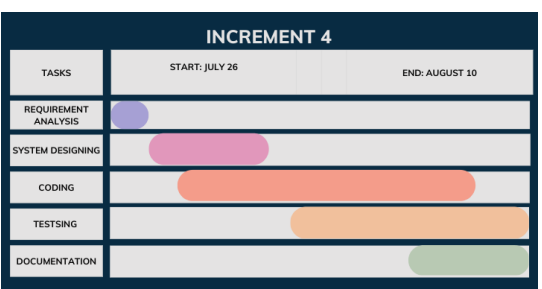 INCREMENT 4
TASKS
START: JULY 26
END: AUGUST 10
REQUIREMENT
ANALYSIS
SYSTEM DESIGNING
CODING
TESTSING
DOCUMENTATION